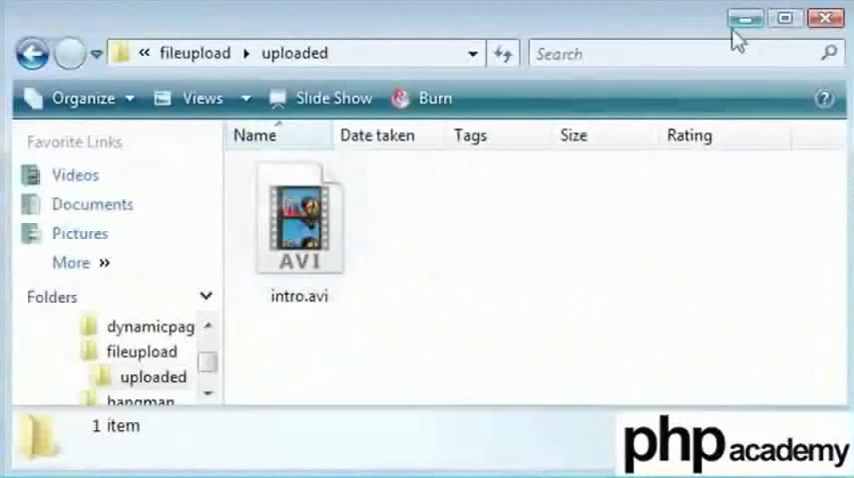 « fileupload ▸ uploaded
Search
Organize Views Slide Show Burn
Favorite Links
Name Date taken Tags Size Rating
Videos
Documents
Pictures
More »
AVI
intro.avi
Folders
dynamicpag
fileupload
uploaded
hangman
1 item
php academy